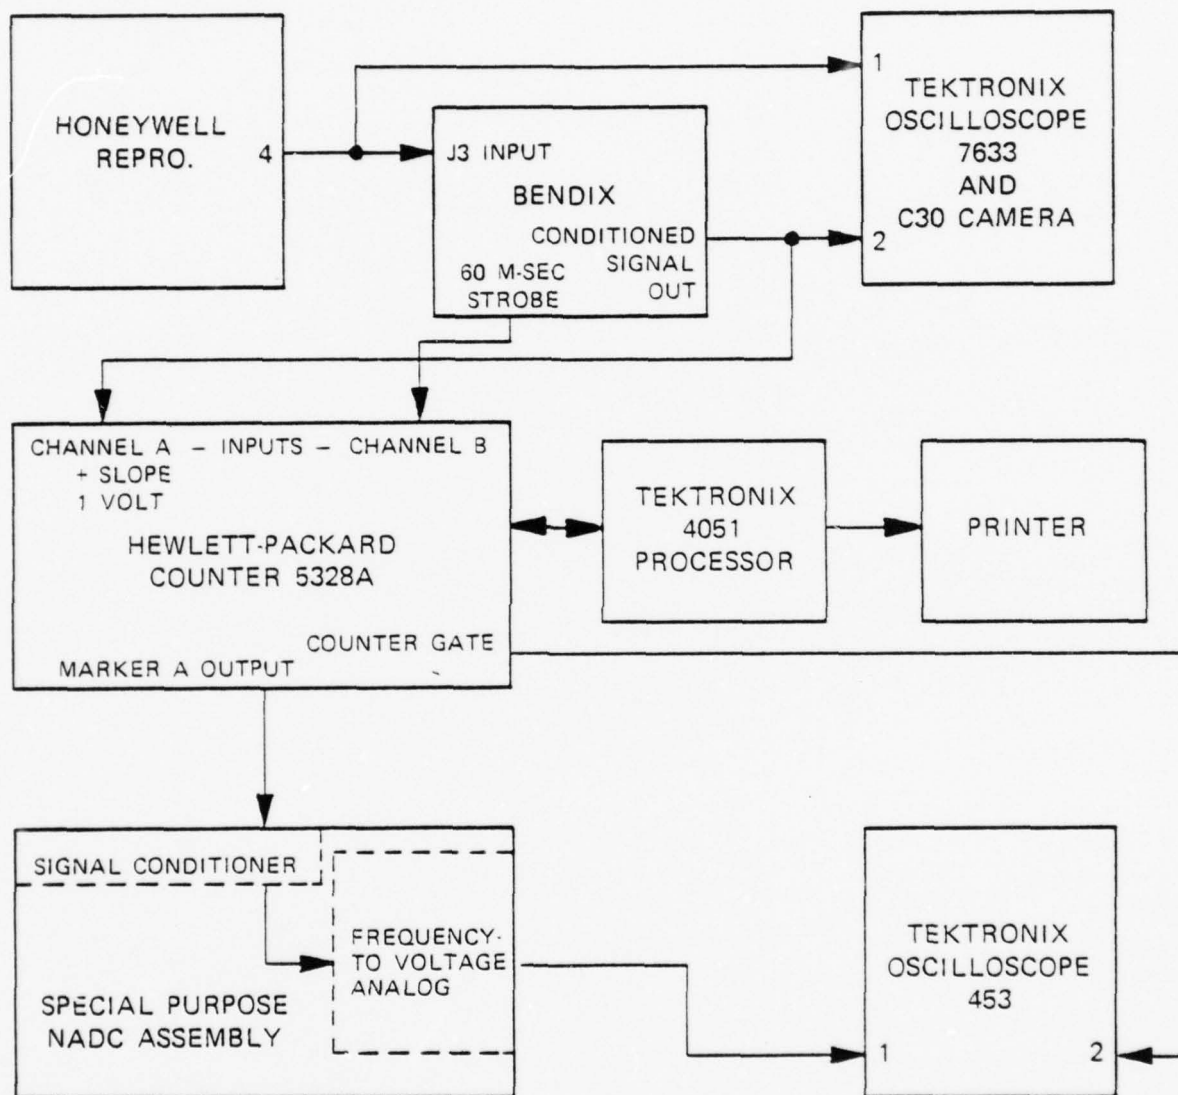 HONEYWELL
REPRO.
4
J3 INPUT
BENDIX
CONDITIONED
SIGNAL
OUT
60 M-SEC
STROBE
1
TEKTRONIX
OSCILLOSCOPE
7633
AND
C30 CAMERA
2
CHANNEL A – INPUTS – CHANNEL B
+ SLOPE
1 VOLT
HEWLETT-PACKARD
COUNTER 5328A
COUNTER GATE
MARKER A OUTPUT
TEKTRONIX
4051
PROCESSOR
PRINTER
SIGNAL CONDITIONER
FREQUENCY-
TO VOLTAGE
ANALOG
SPECIAL PURPOSE
NADC ASSEMBLY
TEKTRONIX
OSCILLOSCOPE
453
1
2